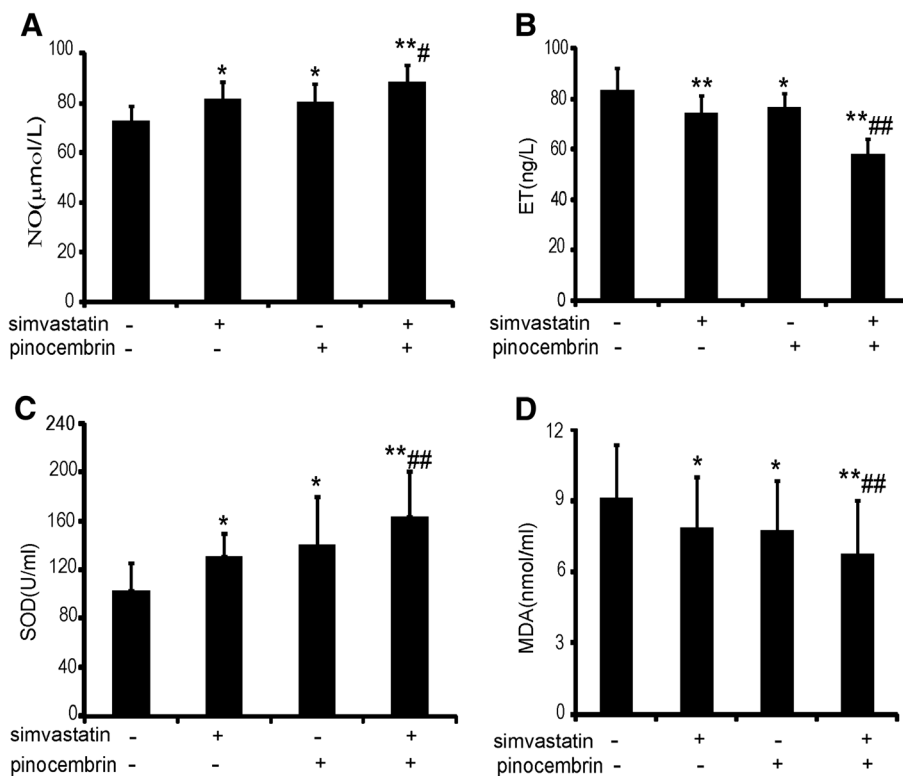 A
NO(μmol/L)
100
80
60
40
20
0
*
*
**#
simvastatin - + - +
pinocembrin - - + +
B
ET(ng/L)
100
80
60
40
20
0
**
*
**##
simvastatin - + - +
pinocembrin - - + +
C
SOD(U/ml)
240
200
160
120
80
40
0
*
*
**##
simvastatin - + - +
pinocembrin - - + +
D
MDA(nmol/ml)
12
9
6
3
0
*
*
**##
simvastatin - + - +
pinocembrin - - + +